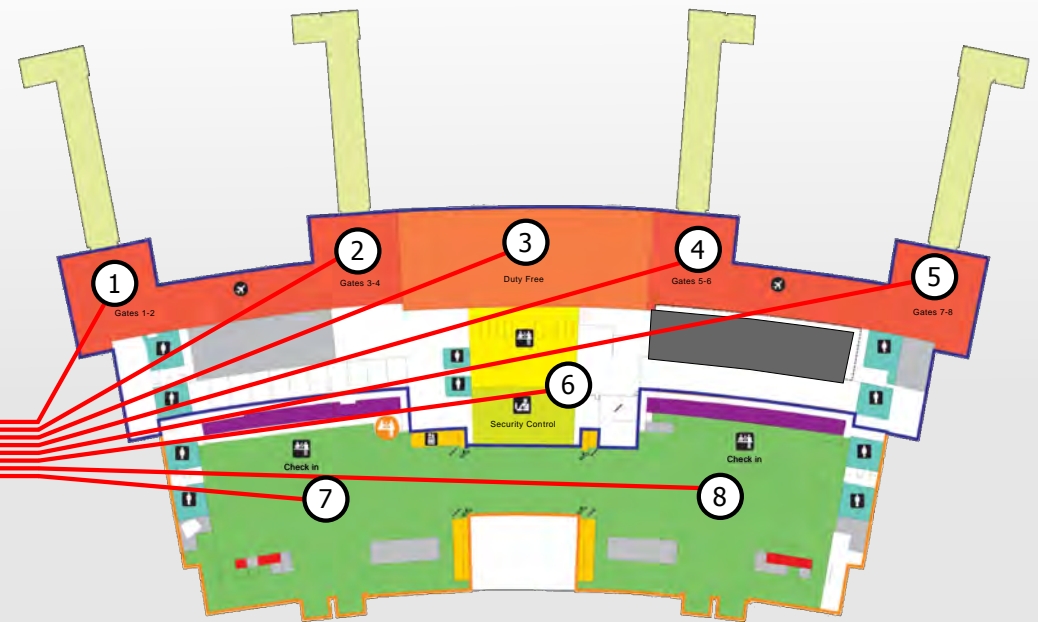 1
2
3
4
5
Gates 1-2
Gates 3-4
Duty Free
Gates 5-6
Gates 7-8
6
Security Control
Check in
Check in
7
8